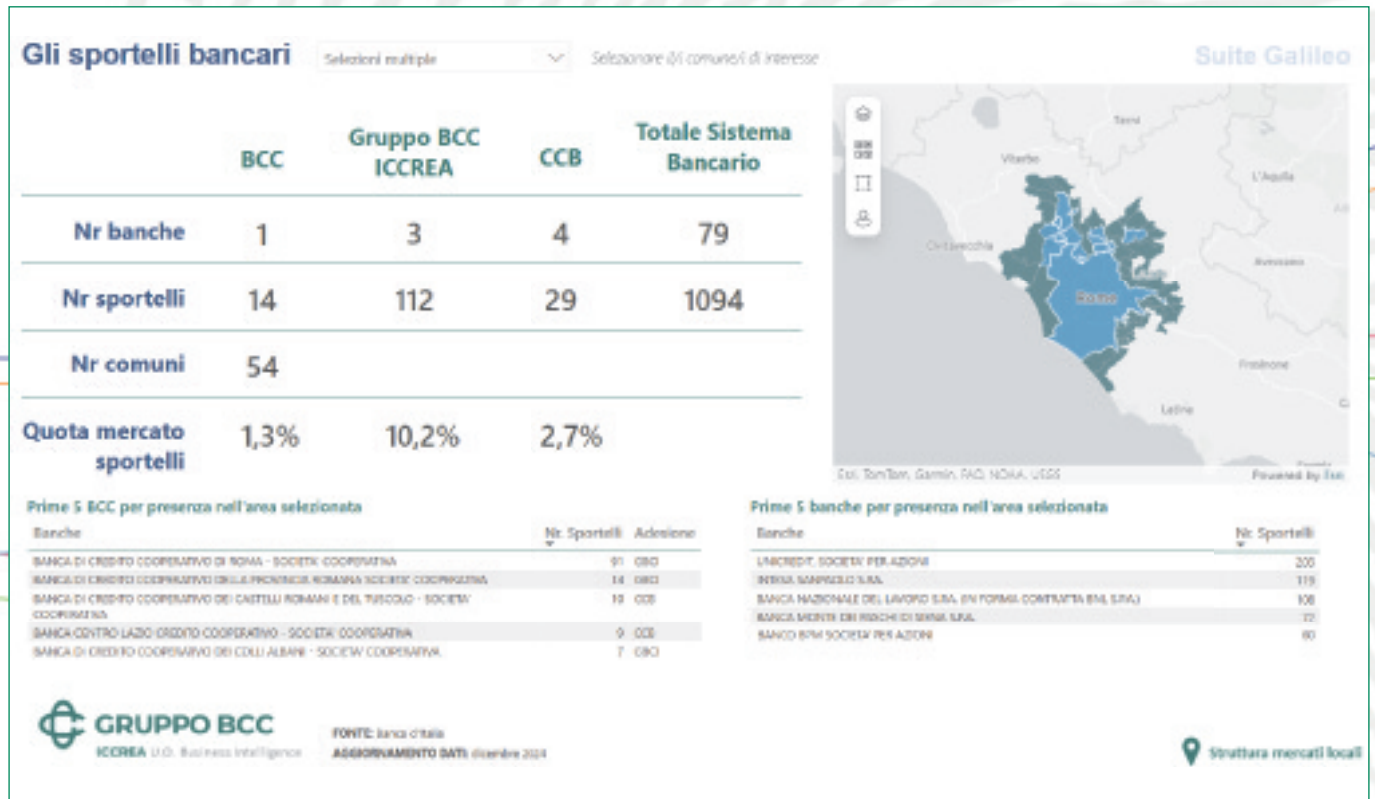 Gli sportelli bancari
Selezioni multiple
Selezionare il/i comune/i di interesse
Suite Galileo
BCC
Gruppo BCC ICCREA
CCB
Totale Sistema Bancario
Nr banche 1 3 4 79
Nr sportelli 14 112 29 1094
Nr comuni 54
Quota mercato sportelli 1,3% 10,2% 2,7%
Terni
Viterbo
L'Aquila
Civitavecchia
Avezzano
Rome
Frosinone
Latina
Esri, TomTom, Garmin, FAO, NOAA, USGS
Powered by Esri
Prime 5 BCC per presenza nell'area selezionata
Banche Nr. Sportelli Adesione
BANCA DI CREDITO COOPERATIVO DI ROMA - SOCIETA' COOPERATIVA 91 GBCI
BANCA DI CREDITO COOPERATIVO DELLA PROVINCIA ROMANA SOCIETA' COOPERATIVA 14 GBCI
BANCA DI CREDITO COOPERATIVO DEI CASTELLI ROMANI E DEL TUSCOLO - SOCIETA'
COOPERATIVA 10 CCB
BANCA CENTRO LAZIO CREDITO COOPERATIVO - SOCIETA' COOPERATIVA 9 CCB
BANCA DI CREDITO COOPERATIVO DEI COLLI ALBANI - SOCIETA' COOPERATIVA 7 GBCI
Prime 5 banche per presenza nell'area selezionata
Banche Nr. Sportelli
UNICREDIT, SOCIETA' PER AZIONI
INTESA SANPAOLO S.P.A. 119
BANCA NAZIONALE DEL LAVORO S.P.A. (IN FORMA CONTRATTA BNL S.P.A.) 108
BANCA MONTE DEI PASCHI DI SIENA S.P.A. 72
BANCO BPM SOCIETA' PER AZIONI
GRUPPO BCC
ICCREA U.O. Business Intelligence
FONTE: Banca d'Italia
AGGIORNAMENTO DATI: dicembre
Struttura mercati locali